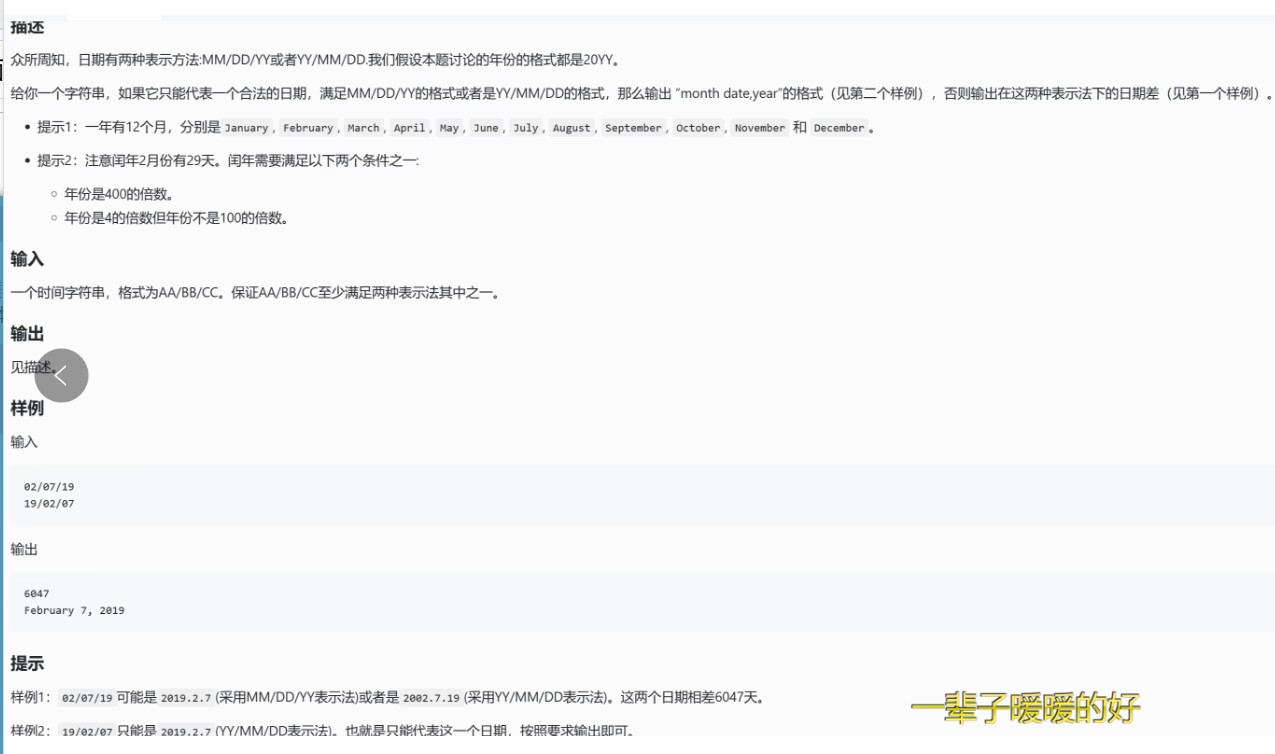 描述
众所周知，日期有两种表示方法:MM/DD/YY或者YY/MM/DD.我们假设本题讨论的年份的格式都是20YY。
给你一个字符串，如果它只能代表一个合法的日期，满足MM/DD/YY的格式或者是YY/MM/DD的格式，那么输出 “month date,year”的格式（见第二个样例），否则输出在这两种表示法下的日期差（见第一个样例）。
• 提示1：一年有12个月，分别是 January , February , March , April , May , June , July , August , September , October , November 和 December 。
• 提示2：注意闰年2月份有29天。闰年需要满足以下两个条件之一:
○ 年份是400的倍数。
○ 年份是4的倍数但年份不是100的倍数。
输入
一个时间字符串，格式为AA/BB/CC。保证AA/BB/CC至少满足两种表示法其中之一。
输出
见描述。
样例
输入
02/07/19
19/02/07
输出
6047
February 7, 2019
提示
样例1： 02/07/19 可能是 2019.2.7 (采用MM/DD/YY表示法)或者是 2002.7.19 (采用YY/MM/DD表示法)。这两个日期相差6047天。
一辈子暖暖的好
样例2： 19/02/07 只能是 2019.2.7 (YY/MM/DD表示法)。也就是只能代表这一个日期，按照要求输出即可。